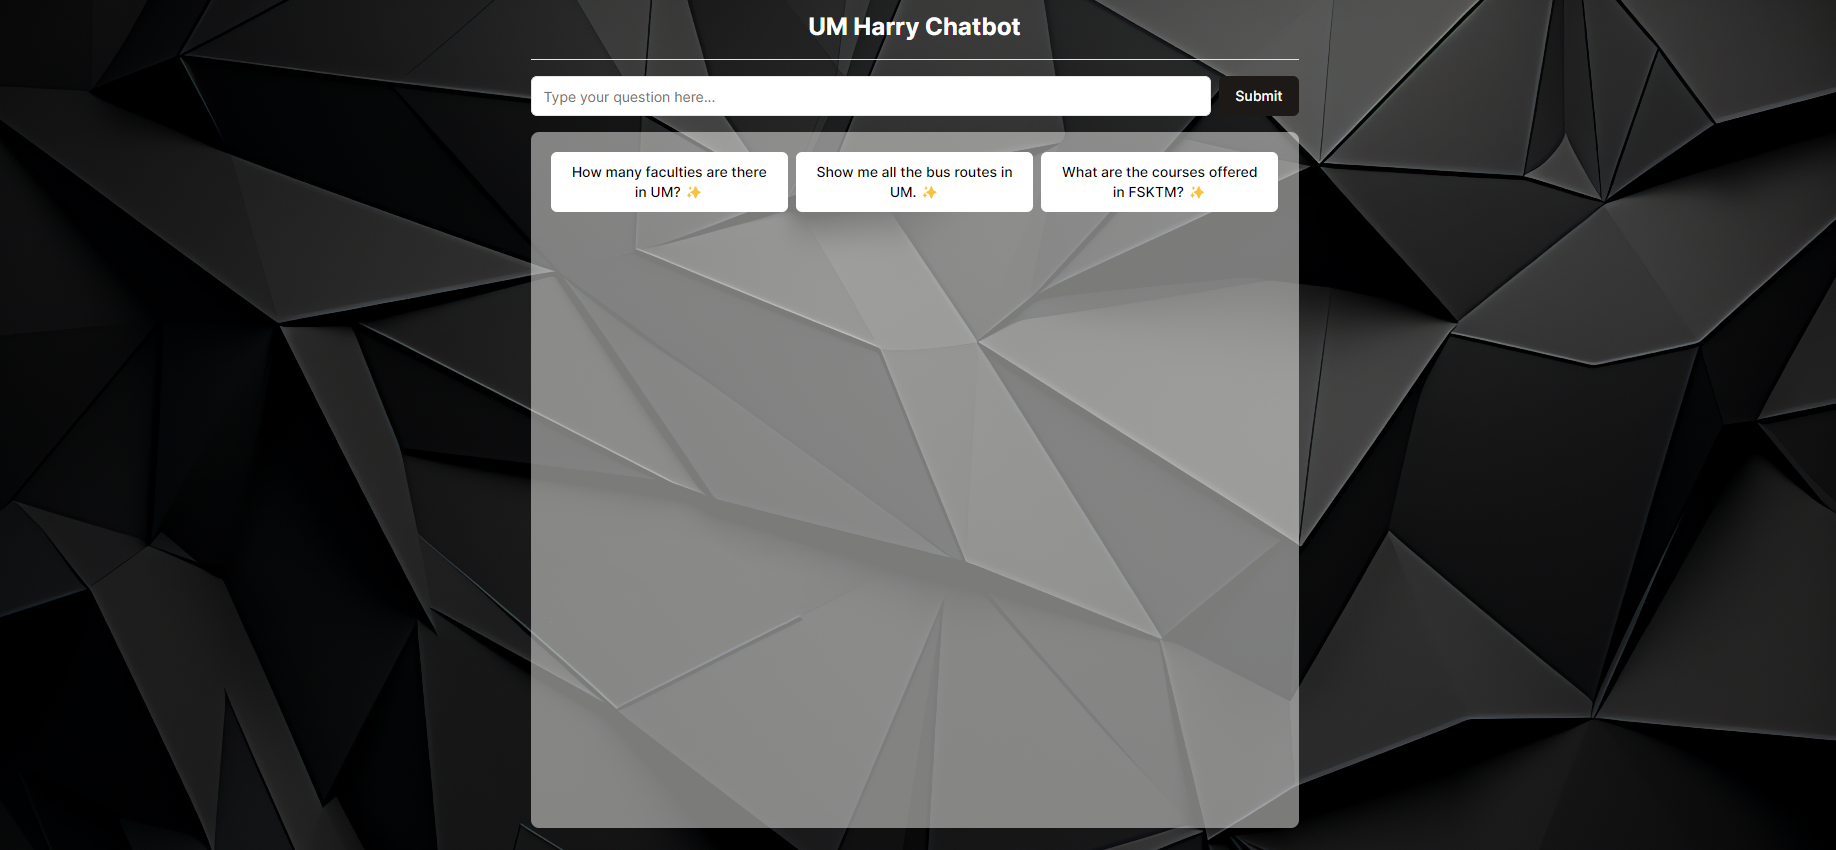 UM Harry Chatbot
Type your question here...
Submit
How many faculties are there
in UM? ✨
Show me all the bus routes in
UM. ✨
What are the courses offered
in FSKTM? ✨